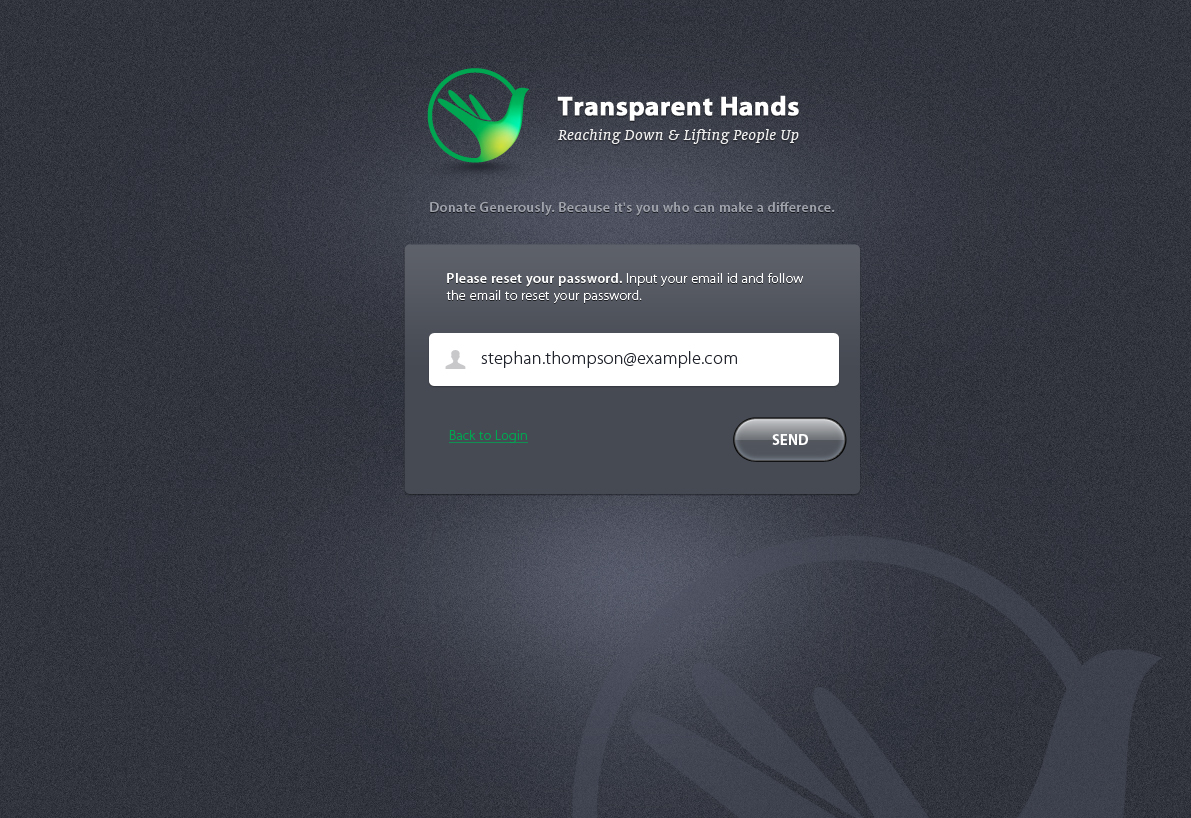 Transparent Hands
Reaching Down & Lifting People Up
Donate Generously. Because it's you who can make a difference.
Please reset your password. Input your email id and follow
the email to reset your password.
stephan.thompson@example.com
Back to Login
SEND